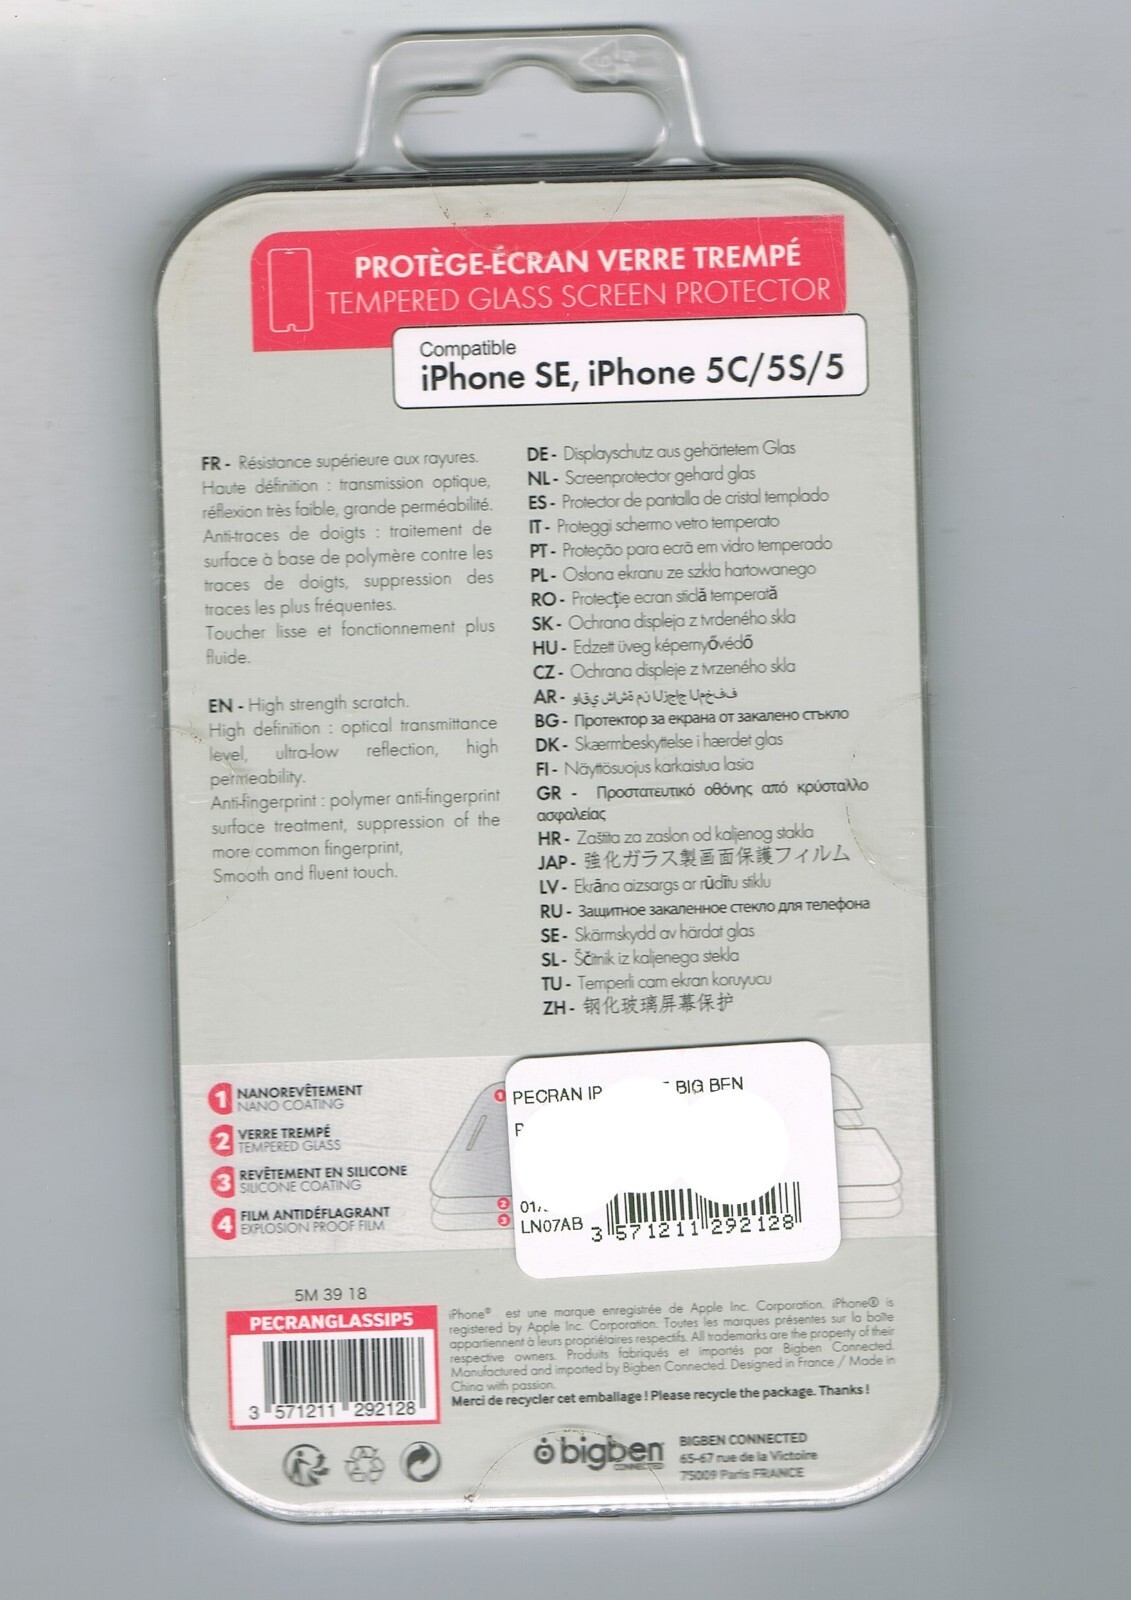 PROTÈGE-ÉCRAN VERRE TREMPÉ
TEMPERED GLASS SCREEN PROTECTOR
Compatible
iPhone SE, iPhone 5C/5S/5
FR - Résistance supérieure aux rayures.
Haute définition : transmission optique,
réflexion très faible, grande perméabilité.
Anti-traces de doigts : traitement de
surface à base de polymère contre les
traces de doigts, suppression des
traces les plus fréquentes.
Toucher lisse et fonctionnement plus
fluide.
EN - High strength scratch.
High definition : optical transmittance
level, ultra-low reflection, high
permeability.
Anti-fingerprint : polymer anti-fingerprint
surface treatment, suppression of the
more common fingerprint,
Smooth and fluent touch.
DE - Displayschutz aus gehärtetem Glas
NL - Screenprotector gehard glas
ES - Protector de pantalla de cristal templado
IT - Proteggi schermo vetro temperato
PT - Proteção para ecrã em vidro temperado
PL - Osłona ekranu ze szkła hartowanego
RO - Protecție ecran sticlă temperată
SK - Ochrana displeja z tvrdeného skla
HU - Edzett üveg képernyővédő
CZ - Ochrana displeje z tvrzeného skla
AR -
BG - Протектор за екрана от закалено стъкло
DK - Skærmbeskyttelse i hærdet glas
FI - Näyttösuojus karkaistua lasia
GR - Προστατευτικό οθόνης από κρύσταλλο
ασφαλείας
HR - Zaštita za zaslon od kaljenog stakla
JAP - 強化ガラス製画面保護フィルム
LV - Ekrāna aizsargs ar rūdītu stiklu
RU - Защитное закаленное стекло для телефона
SE - Skärmskydd av härdat glas
SL - Ščitnik iz kaljenega stekla
TU - Temperli cam ekran koruyucu
ZH - 钢化玻璃屏幕保护
1 NANOREVÊTEMENT
NANO COATING
2 VERRE TREMPÉ
TEMPERED GLASS
3 REVÊTEMENT EN SILICONE
SILICONE COATING
4 FILM ANTIDÉFLAGRANT
EXPLOSION PROOF FILM
1
2
3
PECRAN IP BIG BEN
LN07AB
3 571211 292128
5M 39 18
PECRANGLASSIP5
3 571211 292128
iPhone® est une marque enregistrée de Apple Inc. Corporation. iPhone® is
registered by Apple Inc. Corporation. Toutes les marques présentes sur la boîte
appartiennent à leurs propriétaires respectifs. All trademarks are the property of their
respective owners. Produits fabriqués et importés par Bigben Connected.
Manufactured and imported by Bigben Connected. Designed in France / Made in
China with passion.
Merci de recycler cet emballage ! Please recycle the package. Thanks !
bigben
CONNECTED
BIGBEN CONNECTED
65-67 rue de la Victoire
75009 Paris FRANCE